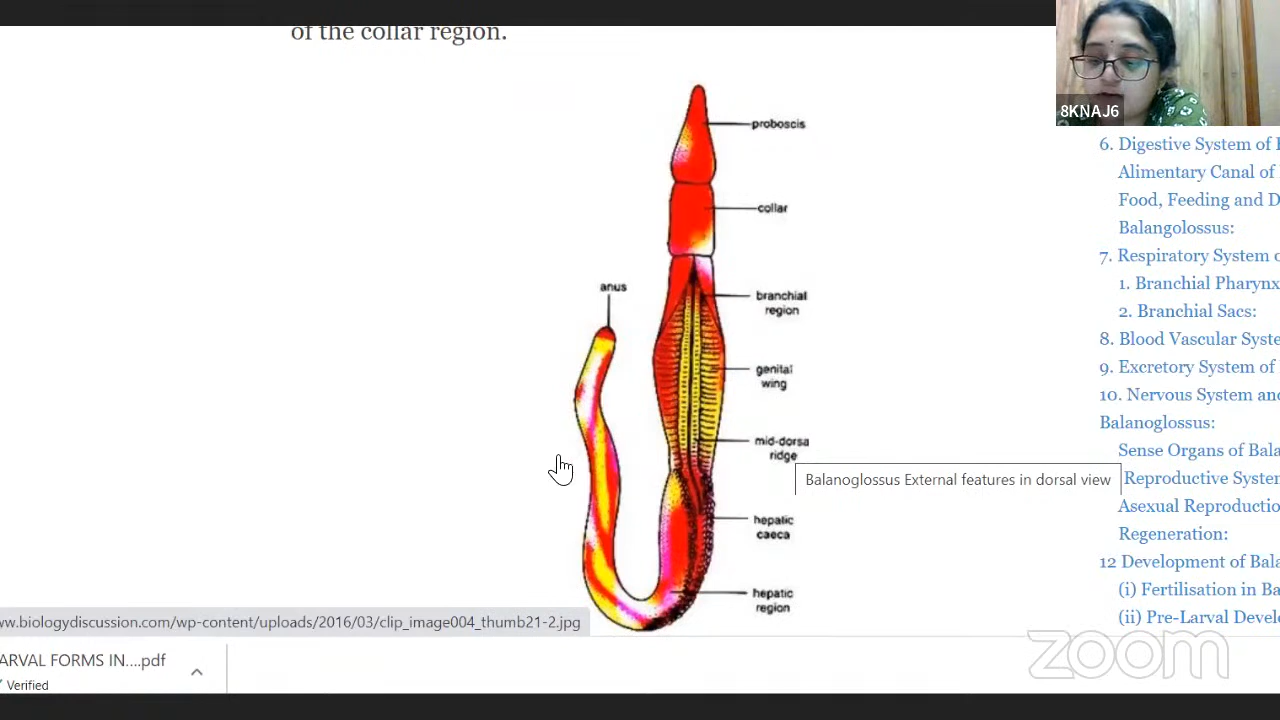 of the collar region.
8KNAJ6
proboscis
collar
anus
branchial
region
genital
wing
mid-dorsa
ridge
Balanoglossus External features in dorsal view
hepatic
caeca
hepatic
region
6. Digestive System of
Alimentary Canal of
Food, Feeding and D
Balangolossus:
7. Respiratory System o
1. Branchial Pharynx
2. Branchial Sacs:
8. Blood Vascular Syste
9. Excretory System of
10. Nervous System and
Balanoglossus:
Sense Organs of Bala
Reproductive System
Asexual Reproductio
Regeneration:
12 Development of Bala
(i) Fertilisation in Ba
(ii) Pre-Larval Develo
ww.biologydiscussion.com/wp-content/uploads/2016/03/clip_image004_thumb21-2.jpg
ARVAL FORMS IN....pdf
Verified
zoom